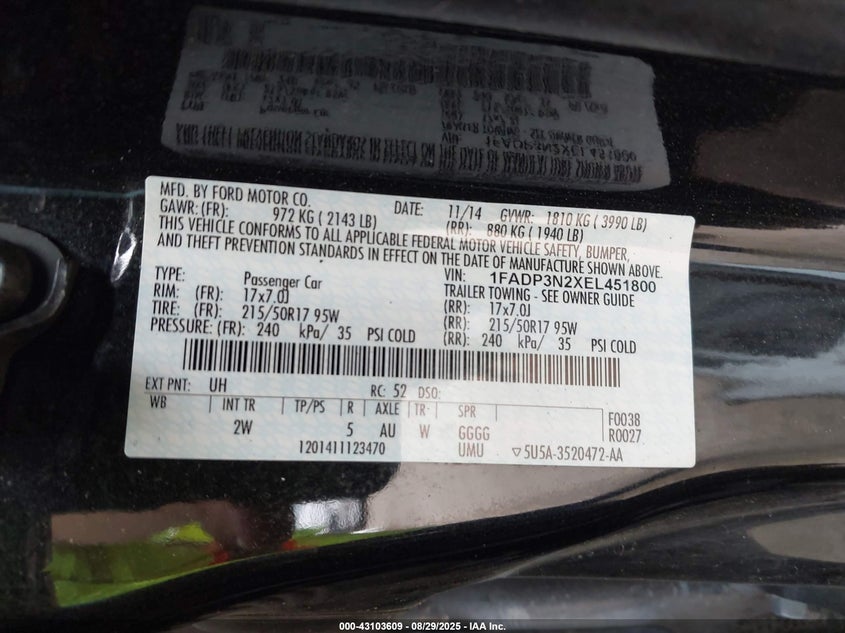 MFD. BY FORD MOTOR CO.
DATE: 11/14 GVWR: 1810 KG ( 3990 LB)
GAWR: (FR): 972 KG ( 2143 LB) (RR): 880 KG ( 1940 LB)
THIS VEHICLE CONFORMS TO ALL APPLICABLE FEDERAL MOTOR VEHICLE SAFETY, BUMPER,
AND THEFT PREVENTION STANDARDS IN EFFECT ON THE DATE OF MANUFACTURE SHOWN ABOVE.
VIN: 1FADP3N2XEL451800
TYPE: Passenger Car TRAILER TOWING - SEE OWNER GUIDE
RIM: (FR): 17x7.0J (RR): 17x7.0J
TIRE: (FR): 215/50R17 95W (RR): 215/50R17 95W
PRESSURE: (FR): 240 kPa/ 35 PSI COLD (RR): 240 kPa/ 35 PSI COLD
EXT PNT: UH RC: 52 DSO:
WB INT TR TP/PS R AXLE TR- SPR
F0038
2W 5 AU W GGGG R0027
1201411123470 UMU ▽5U5A-3520472-AA
000-43103609 - 08/29/2025 - IAA Inc.